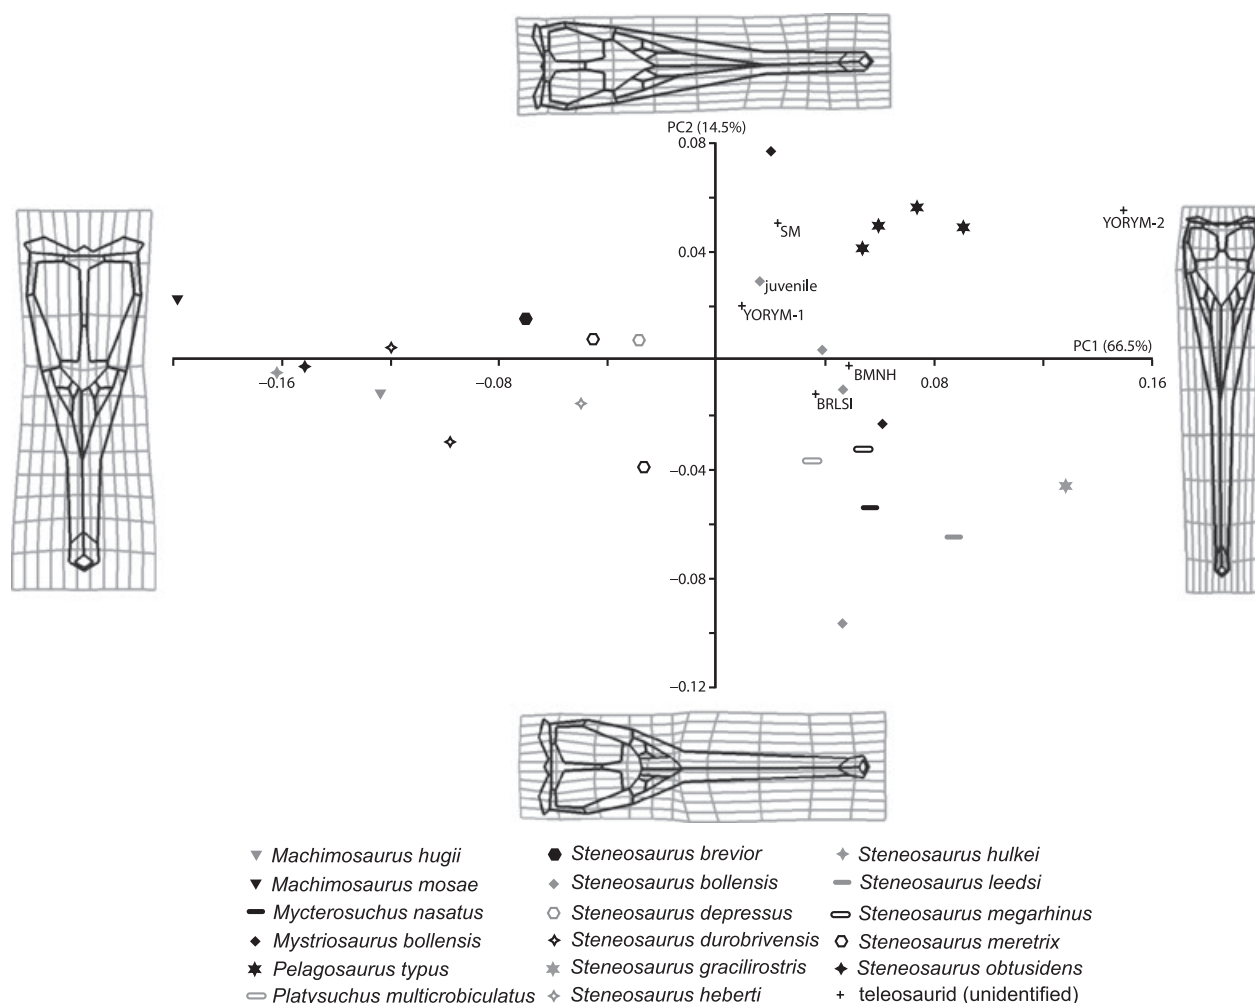 PC2 (14.5%)
0.08
YORYM-2
SM
0.04
juvenile
YORYM-1
PC1 (66.5%)
−0.16
−0.08
0.08
0.16
BMNH
BRLSI
−0.04
−0.08
−0.12
Machimosaurus hugii
Steneosaurus brevior
Steneosaurus hulkei
Machimosaurus mosae
Steneosaurus bollensis
Steneosaurus leedsi
Mycterosuchus nasatus
Steneosaurus depressus
Steneosaurus megarhinus
Mystriosaurus bollensis
Steneosaurus durobrivensis
Steneosaurus meretrix
Pelagosaurus typus
Steneosaurus gracilirostris
Steneosaurus obtusidens
Platysuchus multicrobiculatus
Steneosaurus heberti
teleosaurid (unidentified)